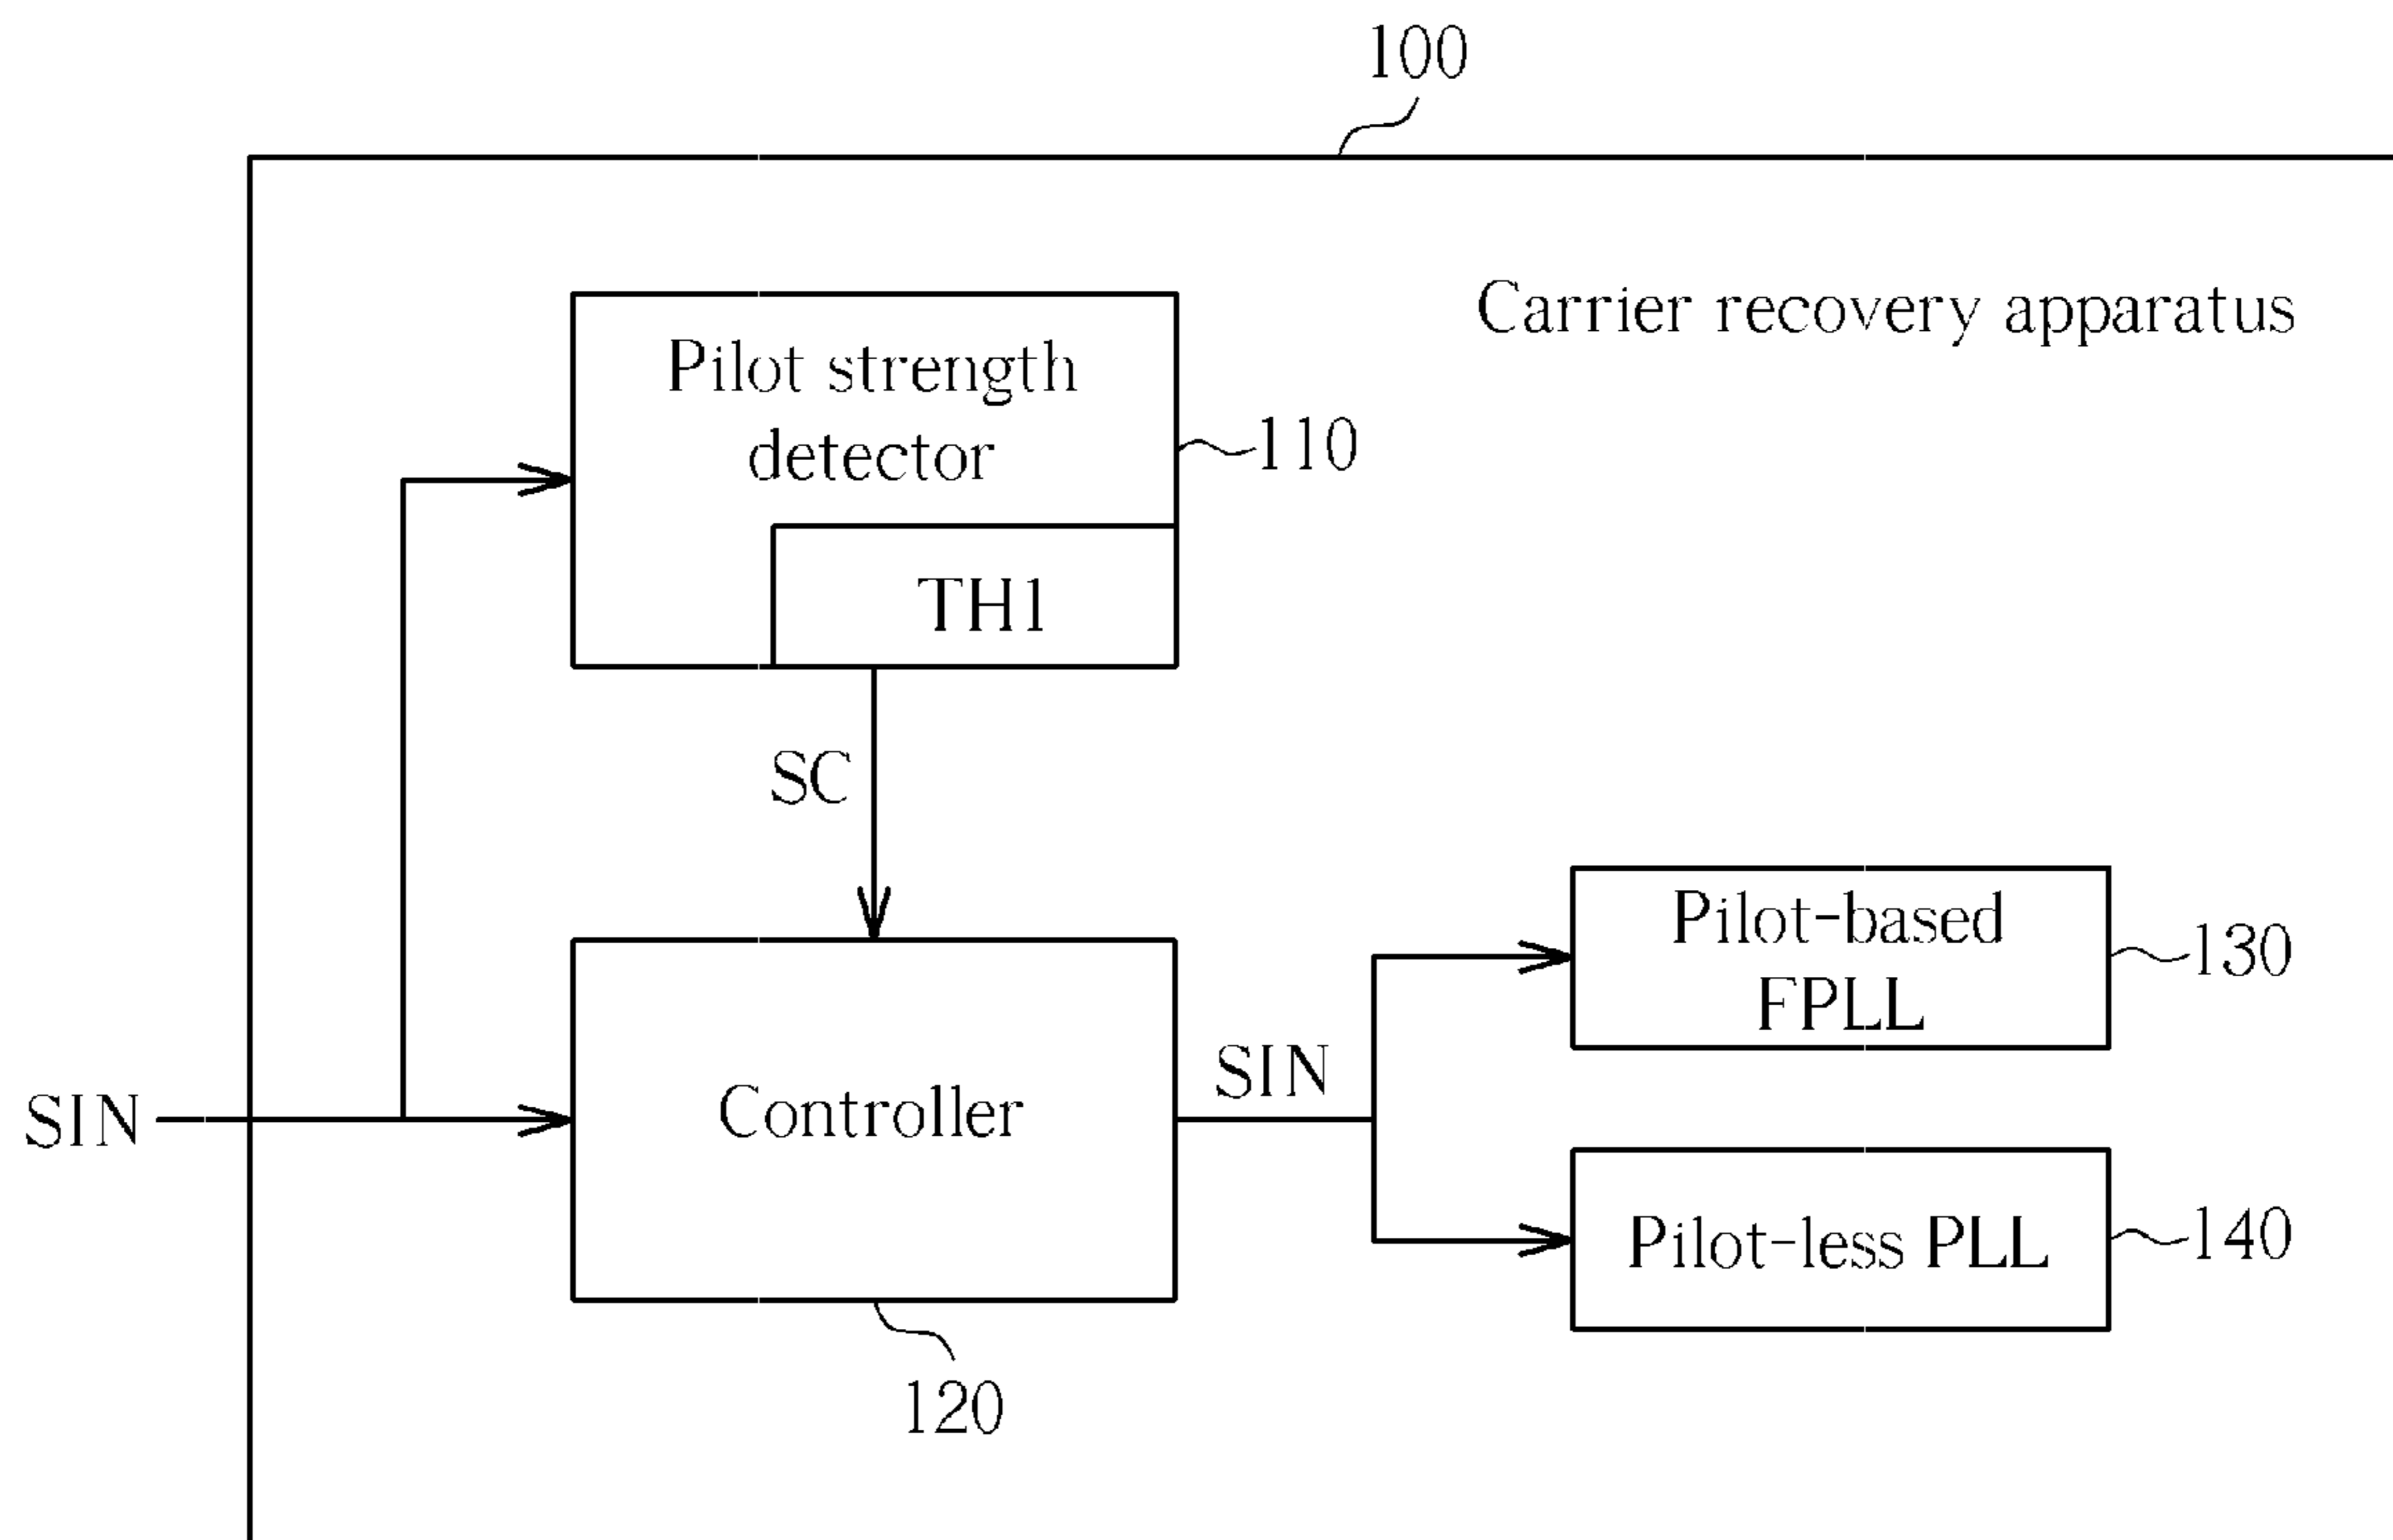 100
Carrier recovery apparatus
Pilot strength
detector
110
TH1
SC
Pilot-based
FPLL
130
SIN
Controller
SIN
Pilot-less PLL
140
120